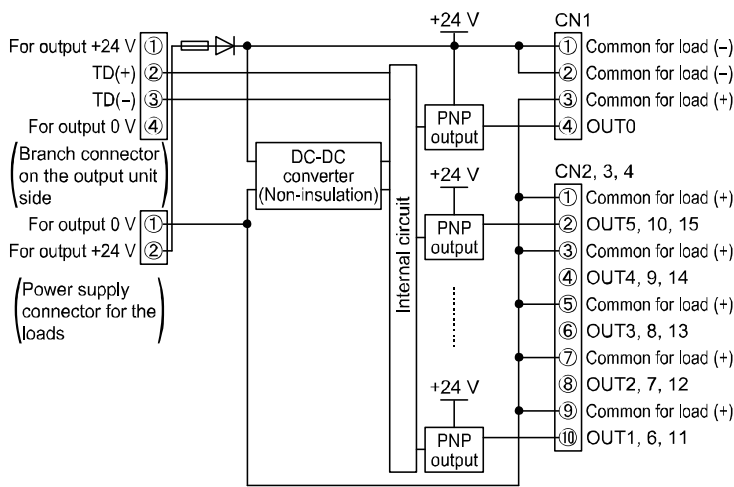 For output +24 V ①
TD(+) ②
TD(−) ③
For output 0 V ④
(Branch connector
on the output unit
side)
For output 0 V ①
For output +24 V ②
(Power supply
connector for the
loads)
DC-DC
converter
(Non-insulation)
Internal circuit
+24 V
PNP
output
+24 V
PNP
output
+24 V
PNP
output
CN1
① Common for load (−)
② Common for load (−)
③ Common for load (+)
④ OUT0
CN2, 3, 4
① Common for load (+)
② OUT5, 10, 15
③ Common for load (+)
④ OUT4, 9, 14
⑤ Common for load (+)
⑥ OUT3, 8, 13
⑦ Common for load (+)
⑧ OUT2, 7, 12
⑨ Common for load (+)
⑩ OUT1, 6, 11